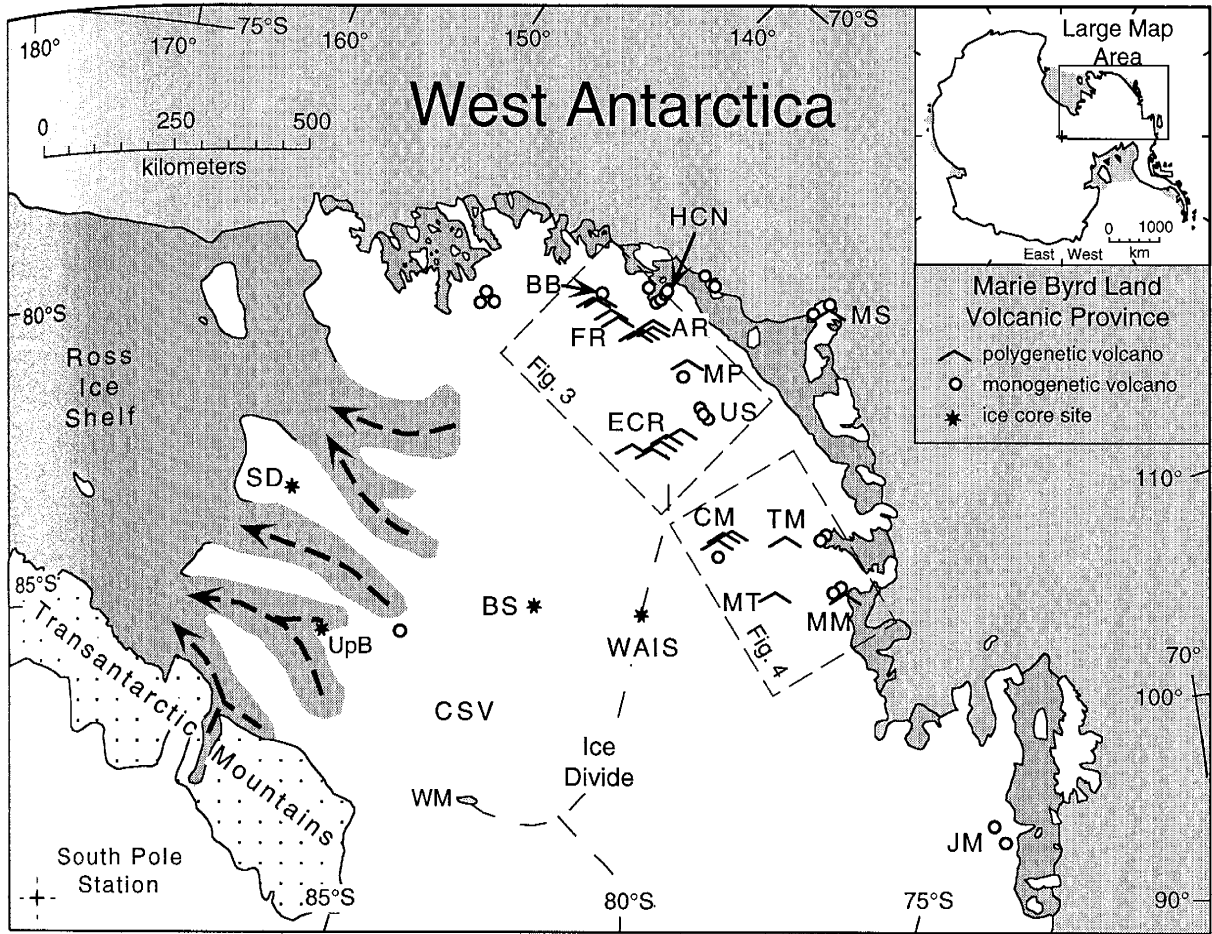 180°
75°S
170°
160°
150°
140°
70°S
West Antarctica
0
250
500
kilometers
Large Map
Area
0
1000
km
East
West
Marie Byrd Land
Volcanic Province
polygenetic volcano
monogenetic volcano
ice core site
HCN
BB
FR
AR
MS
MP
US
ECR
Fig. 3
80°S
Ross
Ice
Shelf
SD
110°
CM
TM
MT
MM
Fig. 4
85°S
BS
WAIS
UpB
Transantarctic
Mountains
CSV
Ice
Divide
WM
70°
100°
JM
South Pole
Station
85°S
80°S
75°S
90°